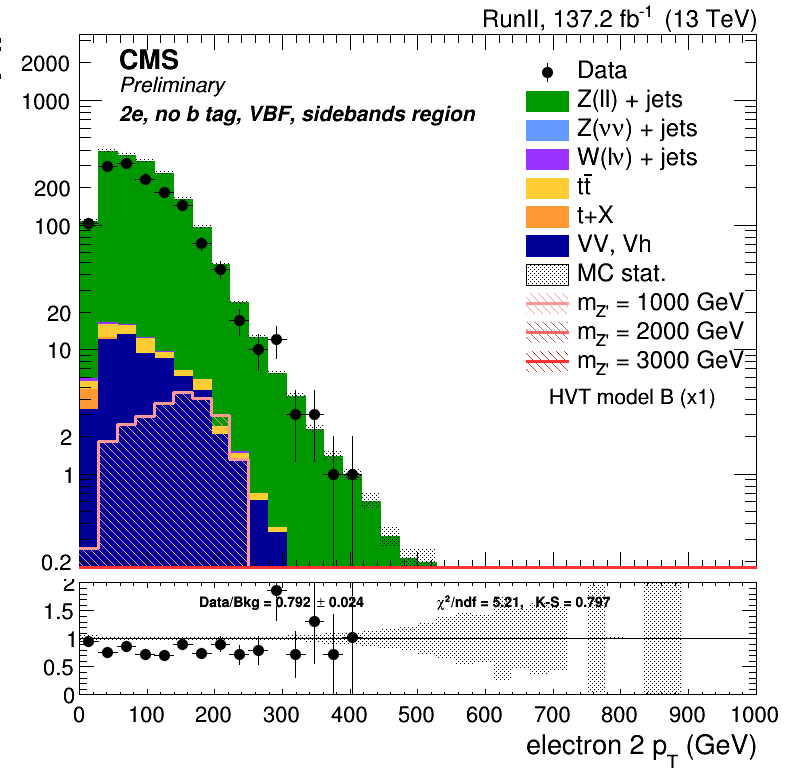 RunII, 137.2 fb⁻¹ (13 TeV)
CMS
Preliminary
2e, no b tag, VBF, sidebands region
Data
Z(ll) + jets
Z(νν) + jets
W(lν) + jets
tt̄
t+X
VV, Vh
MC stat.
m_Z' = 1000 GeV
m_Z' = 2000 GeV
m_Z' = 3000 GeV
HVT model B (x1)
2000
1000
200
100
20
10
2
1
0.2
Data/Bkg = 0.792 ± 0.024
χ²/ndf = 5.21, K-S = 0.797
2
1.5
1
0.5
0
0 100 200 300 400 500 600 700 800 900 1000
electron 2 p_T (GeV)